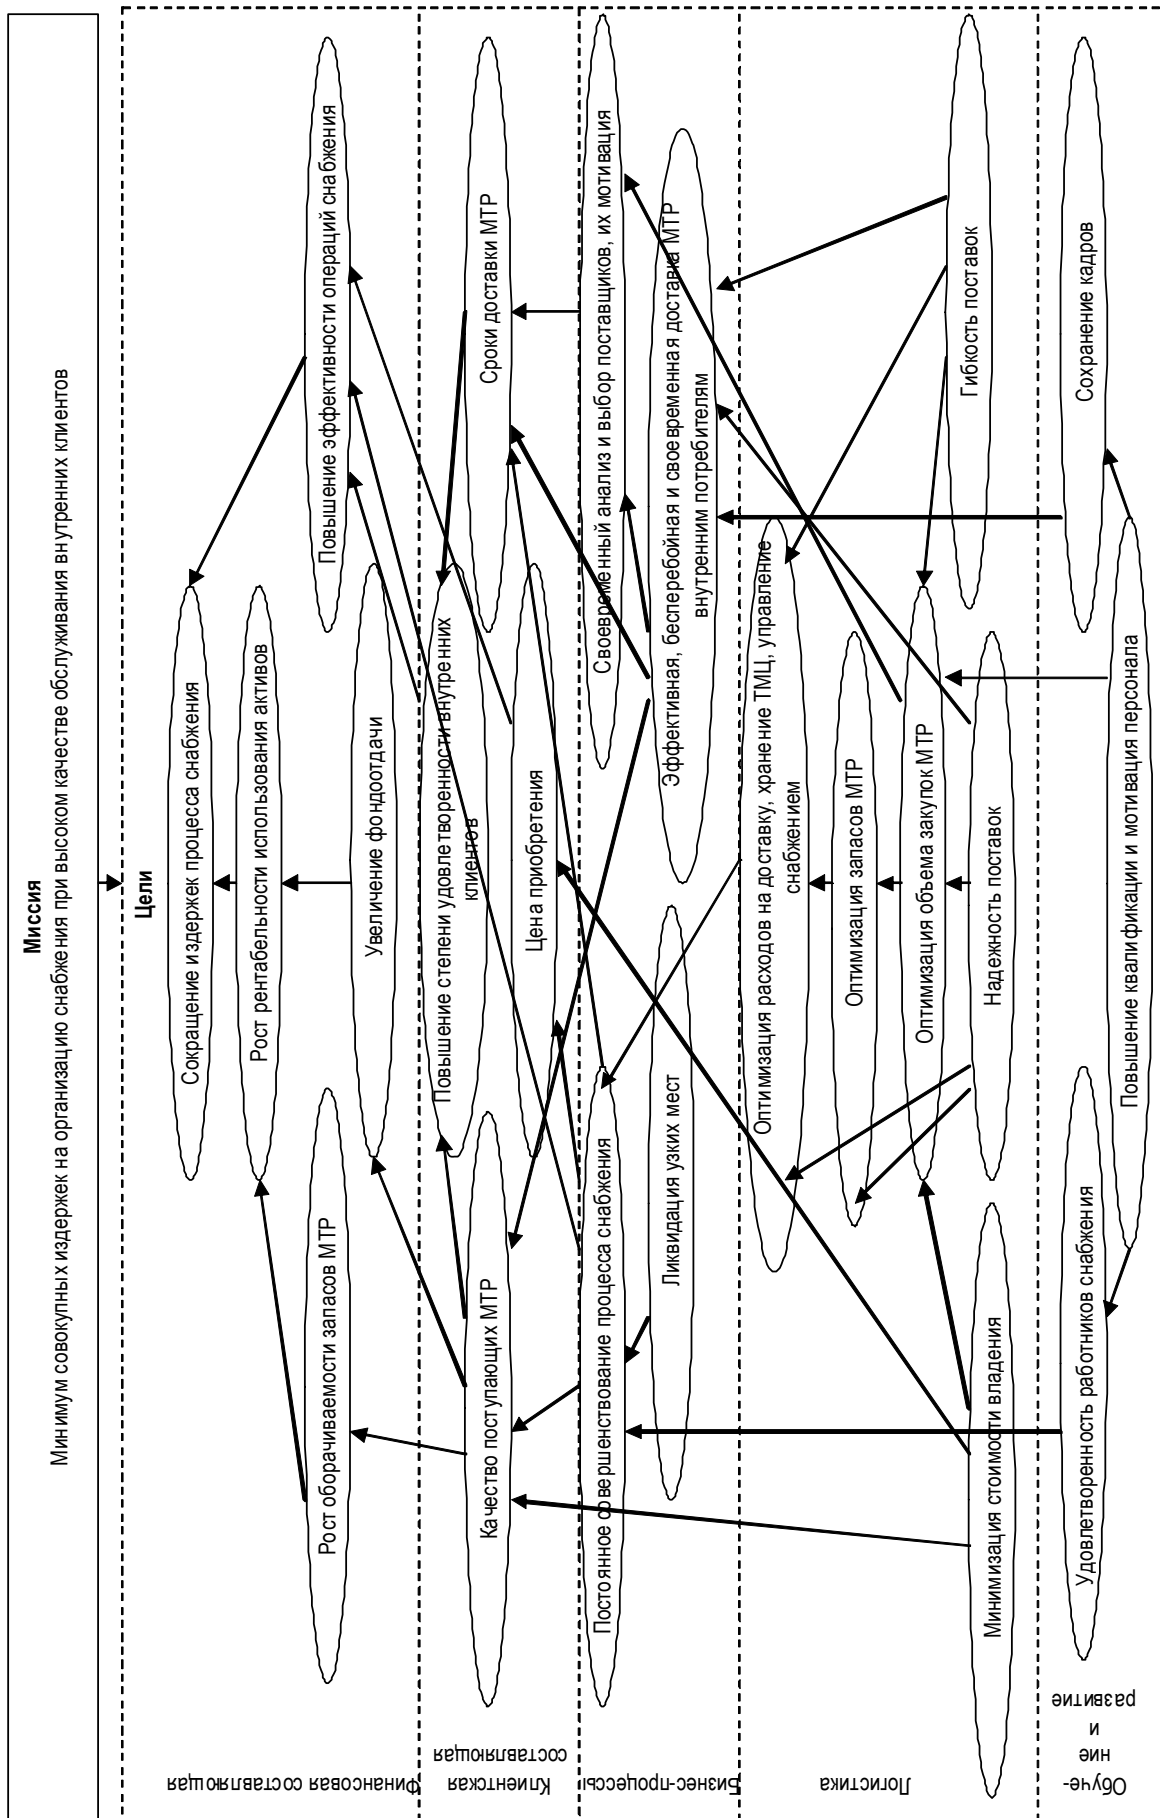 Миссия
Минимум совокупных издержек на организацию снабжения при высоком качестве обслуживания внутренних клиентов
Цели
Финансовая составляющая
Сокращение издержек процесса снабжения
Рост рентабельности использования активов
Рост оборачиваемости запасов МТР
Повышение эффективности операций снабжения
Увеличение фондоотдачи
Клиентская
составляющая
Повышение степени удовлетворенности внутренних
клиентов
Качество поступающих МТР
Сроки доставки МТР
Цена приобретения
Бизнес-процессы
Постоянное совершенствование процесса снабжения
Своевременный анализ и выбор поставщиков, их мотивация
Ликвидация узких мест
Эффективная, бесперебойная и своевременная доставка МТР
внутренним потребителям
Логистика
Оптимизация расходов на доставку, хранение ТМЦ, управление
снабжением
Оптимизация запасов МТР
Оптимизация объема закупок МТР
Минимизация стоимости владения
Надежность поставок
Гибкость поставок
Обуче-
ние
и
развитие
Удовлетворенность работников снабжения
Сохранение кадров
Повышение квалификации и мотивация персонала